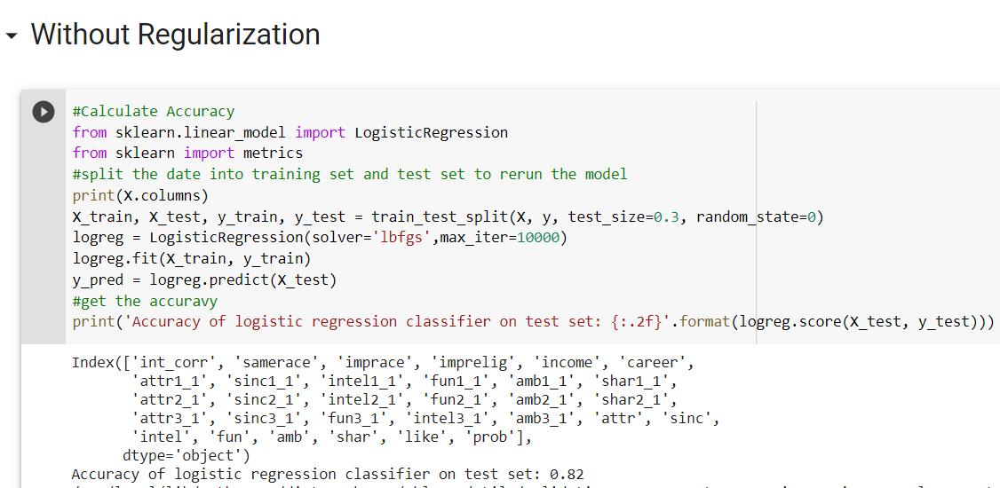 Without Regularization
#Calculate Accuracy
from sklearn.linear_model import LogisticRegression
from sklearn import metrics
#split the date into training set and test set to rerun the model
print(X.columns)
X_train, X_test, y_train, y_test = train_test_split(X, y, test_size=0.3, random_state=0)
logreg = LogisticRegression(solver='lbfgs',max_iter=10000)
logreg.fit(X_train, y_train)
y_pred = logreg.predict(X_test)
#get the accuravy
print('Accuracy of logistic regression classifier on test set: {:.2f}'.format(logreg.score(X_test, y_test)))
Index(['int_corr', 'samerace', 'imprace', 'imprelig', 'income', 'career',
'attr1_1', 'sinc1_1', 'intel1_1', 'fun1_1', 'amb1_1', 'shar1_1',
'attr2_1', 'sinc2_1', 'intel2_1', 'fun2_1', 'amb2_1', 'shar2_1',
'attr3_1', 'sinc3_1', 'fun3_1', 'intel3_1', 'amb3_1', 'attr', 'sinc',
'intel', 'fun', 'amb', 'shar', 'like', 'prob'],
dtype='object')
Accuracy of logistic regression classifier on test set: 0.82